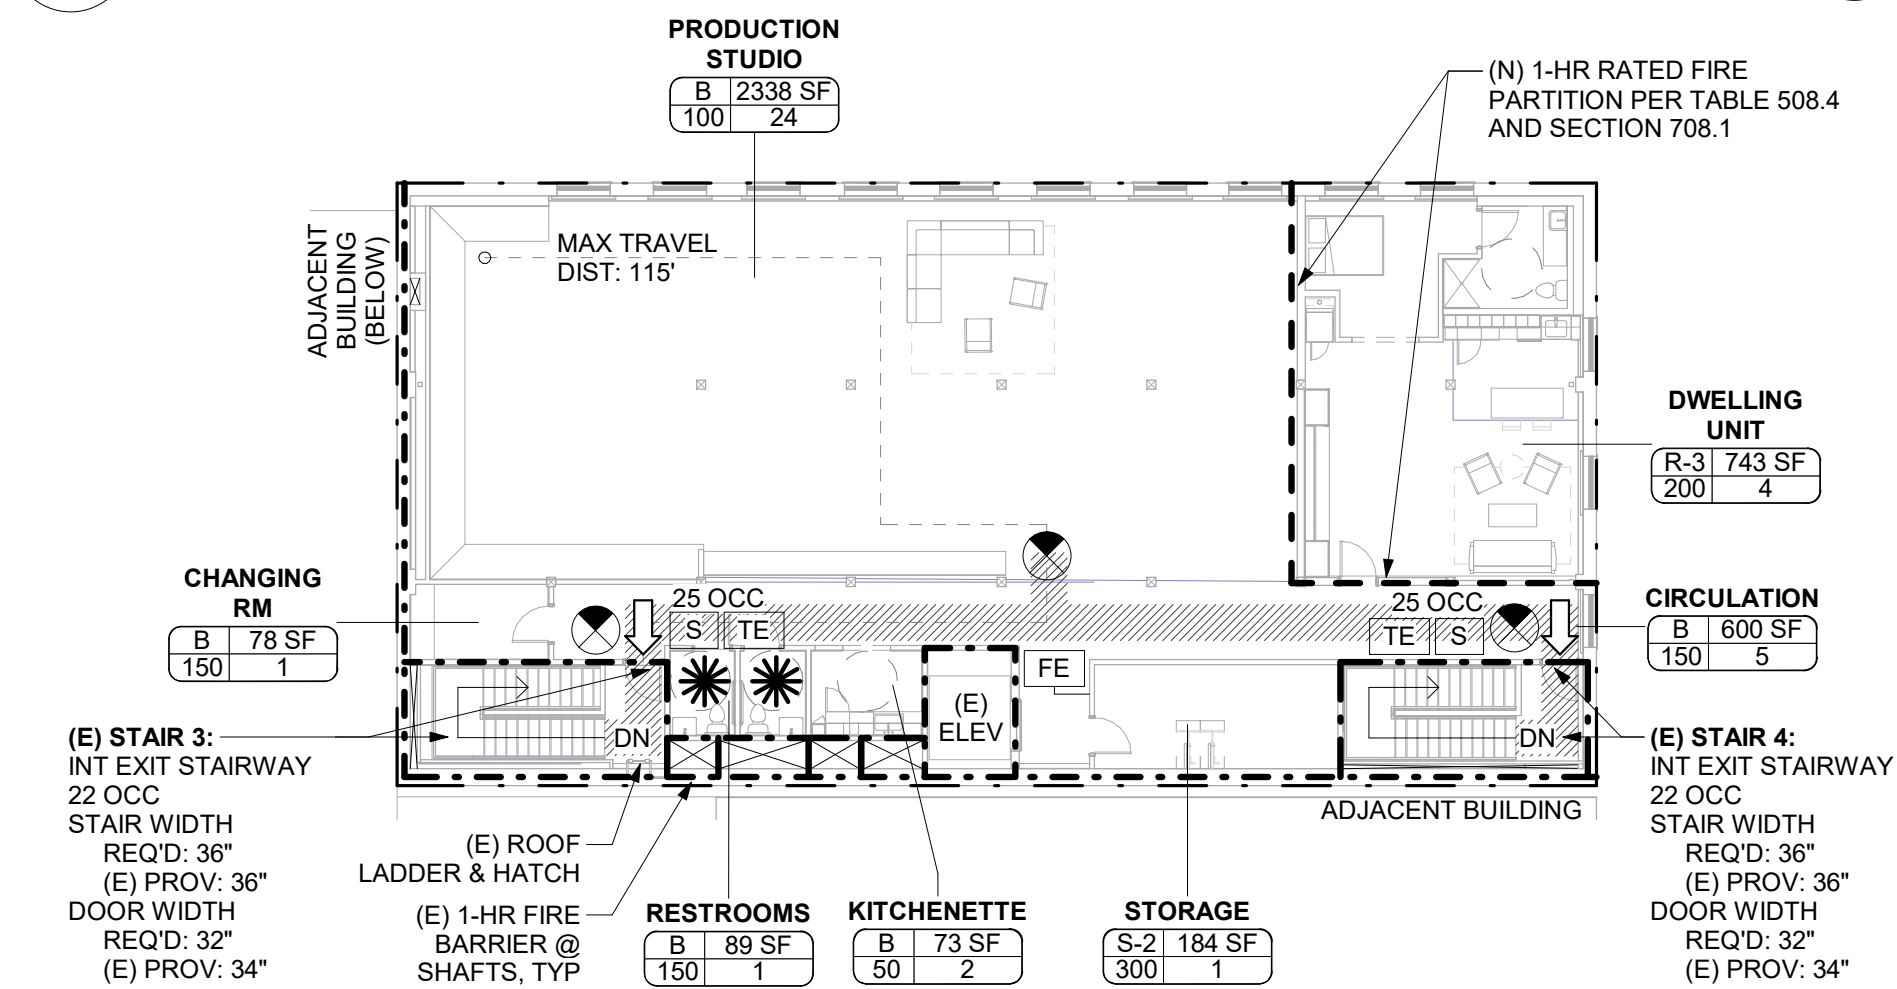 PRODUCTION
STUDIO
B 2338 SF
100 24
(N) 1-HR RATED FIRE
PARTITION PER TABLE 508.4
AND SECTION 708.1
ADJACENT
BUILDING
(BELOW)
MAX TRAVEL
DIST: 115'
DWELLING
UNIT
R-3 743 SF
200 4
CHANGING
RM
B 78 SF
150 1
25 OCC
S TE
25 OCC
TE S
CIRCULATION
B 600 SF
150 5
FE
(E)
ELEV
DN
DN
(E) STAIR 3:
INT EXIT STAIRWAY
22 OCC
STAIR WIDTH
REQ'D: 36"
(E) PROV: 36"
DOOR WIDTH
REQ'D: 32"
(E) PROV: 34"
(E) ROOF
LADDER & HATCH
(E) 1-HR FIRE
BARRIER @
SHAFTS, TYP
RESTROOMS
B 89 SF
150 1
KITCHENETTE
B 73 SF
50 2
STORAGE
S-2 184 SF
300 1
ADJACENT BUILDING
(E) STAIR 4:
INT EXIT STAIRWAY
22 OCC
STAIR WIDTH
REQ'D: 36"
(E) PROV: 36"
DOOR WIDTH
REQ'D: 32"
(E) PROV: 34"